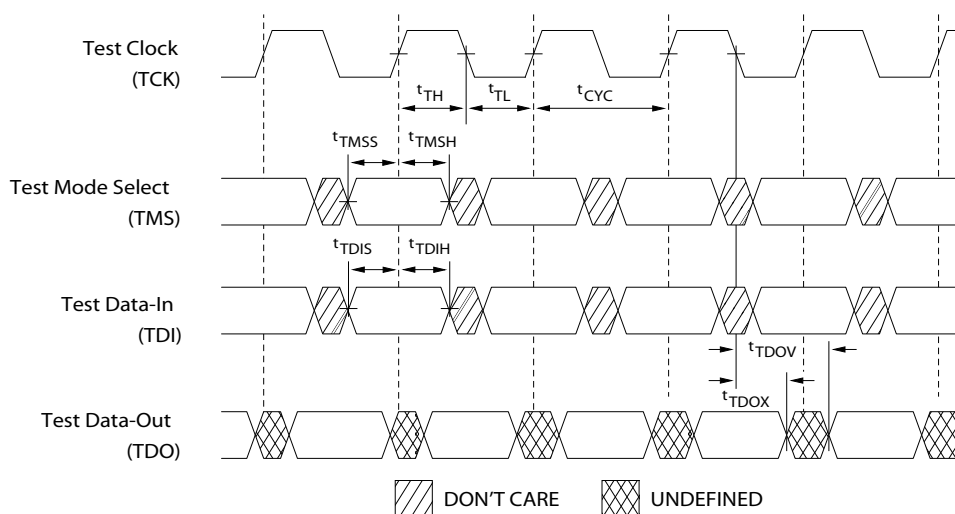 Test Clock
(TCK)
tTH
tTL
tCYC
tTMSS
tTMSH
Test Mode Select
(TMS)
tTDIS
tTDIH
Test Data-In
(TDI)
tTDOV
tTDOX
Test Data-Out
(TDO)
DON'T CARE
UNDEFINED